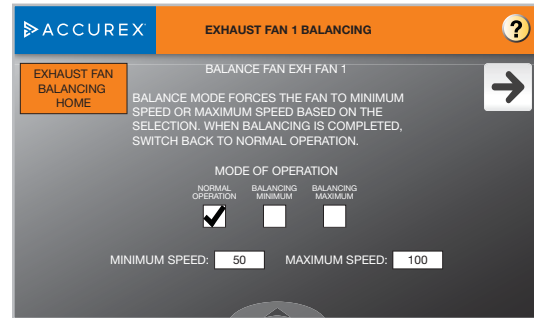 ACCUREX
EXHAUST FAN 1 BALANCING
?
EXHAUST FAN
BALANCING
HOME
BALANCE FAN EXH FAN 1
BALANCE MODE FORCES THE FAN TO MINIMUM
SPEED OR MAXIMUM SPEED BASED ON THE
SELECTION. WHEN BALANCING IS COMPLETED,
SWITCH BACK TO NORMAL OPERATION.
MODE OF OPERATION
NORMAL
OPERATION
BALANCING
MINIMUM
BALANCING
MAXIMUM
MINIMUM SPEED: 50 MAXIMUM SPEED: 100